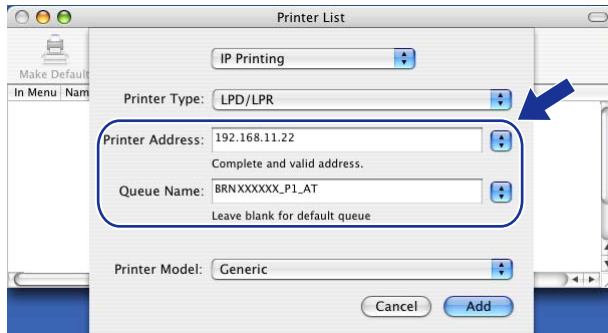 Printer List
IP Printing
Make Default
In Menu Nam
Printer Type: LPD/LPR
Printer Address: 192.168.11.22
Complete and valid address.
Queue Name: BRNXXXXXX_P1_AT
Leave blank for default queue
Printer Model: Generic
Cancel Add